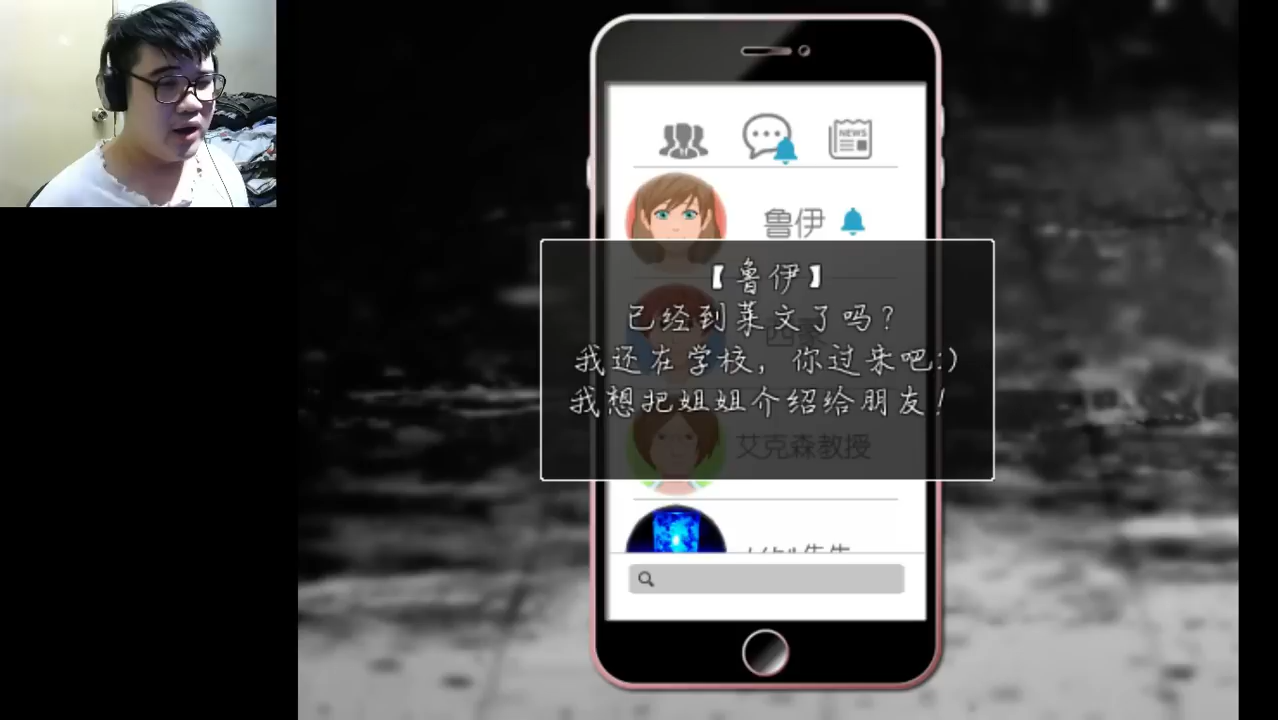 NEWS
鲁伊
【鲁伊】
已经到莱文了吗？
我还在学校，你过来吧:）
我想把姐姐介绍给朋友！
艾克森教授